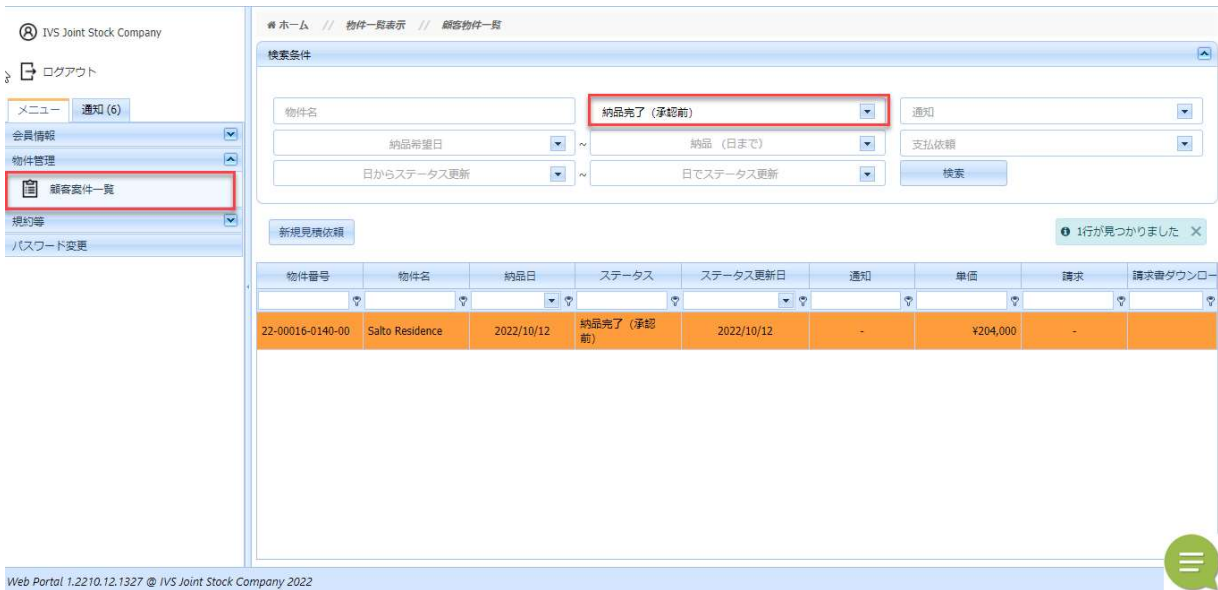 IVS Joint Stock Company
ログアウト
メニュー 通知 (6)
会員情報
物件管理
顧客案件一覧
規約等
パスワード変更
ホーム // 物件一覧表示 // 顧客物件一覧
検索条件
物件名 納品完了（承認前） 通知
納品希望日 ~ 納品 （日まで） 支払依頼
日からステータス更新 ~ 日でステータス更新 検索
新規見積依頼 1行が見つかりました ×
物件番号 物件名 納品日 ステータス ステータス更新日 通知 単価 請求 請求書ダウンロー
22-00016-0140-00 Salto Residence 2022/10/12 納品完了（承認 2022/10/12 - ¥204,000 -
前）
Web Portal 1.2210.12.1327 @ IVS Joint Stock Company 2022